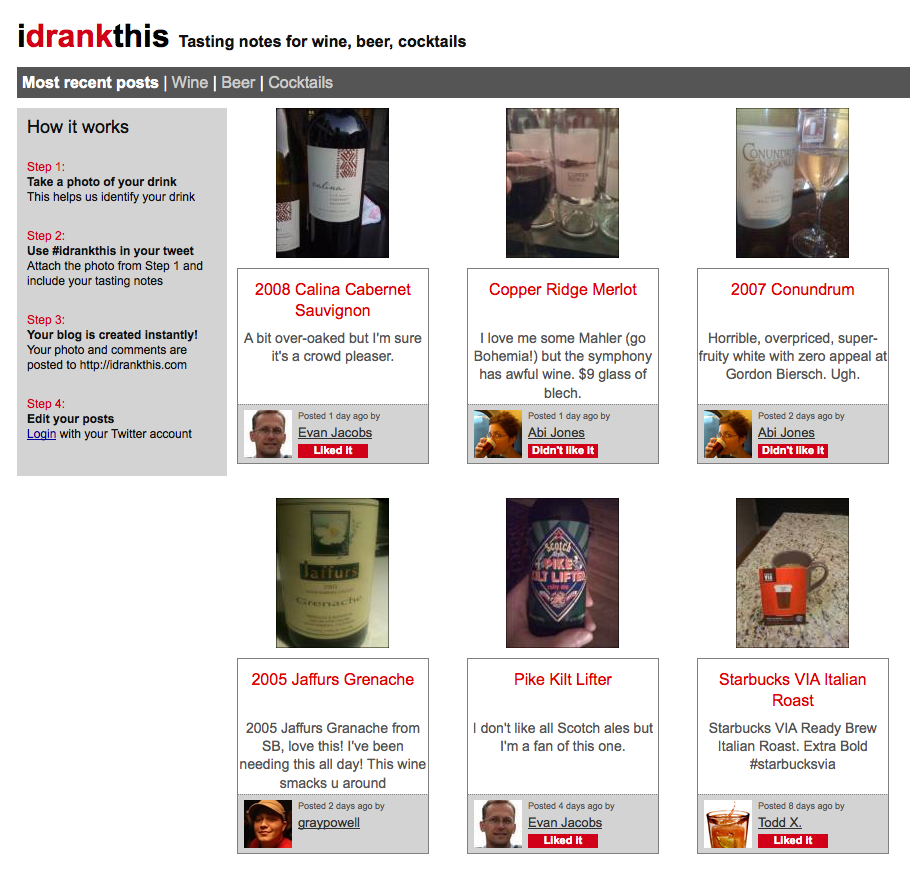 idrankthis Tasting notes for wine, beer, cocktails
Most recent posts | Wine | Beer | Cocktails
How it works
Step 1:
Take a photo of your drink
This helps us identify your drink
Step 2:
Use #idrankthis in your tweet
Attach the photo from Step 1 and
include your tasting notes
Step 3:
Your blog is created instantly!
Your photo and comments are
posted to http://idrankthis.com
Step 4:
Edit your posts
Login with your Twitter account
calina
2008 Calina Cabernet
Sauvignon
A bit over-oaked but I'm sure
it's a crowd pleaser.
Posted 1 day ago by
Evan Jacobs
Liked it
COPPER
RIDGE
Copper Ridge Merlot
I love me some Mahler (go
Bohemia!) but the symphony
has awful wine. $9 glass of
blech.
Posted 1 day ago by
Abi Jones
Didn't like it
CONUNDRUM
2007 Conundrum
Horrible, overpriced, super-
fruity white with zero appeal at
Gordon Biersch. Ugh.
Posted 2 days ago by
Abi Jones
Didn't like it
Jaffurs
Grenache
2005 Jaffurs Grenache
2005 Jaffurs Granache from
SB, love this! I've been
needing this all day! This wine
smacks u around
Posted 2 days ago by
graypowell
Scotch
PIKE
KILT LIFTER
Pike Kilt Lifter
I don't like all Scotch ales but
I'm a fan of this one.
Posted 4 days ago by
Evan Jacobs
Liked it
VIA
Starbucks VIA Italian
Roast
Starbucks VIA Ready Brew
Italian Roast. Extra Bold
#starbucksvia
Posted 8 days ago by
Todd X.
Liked it